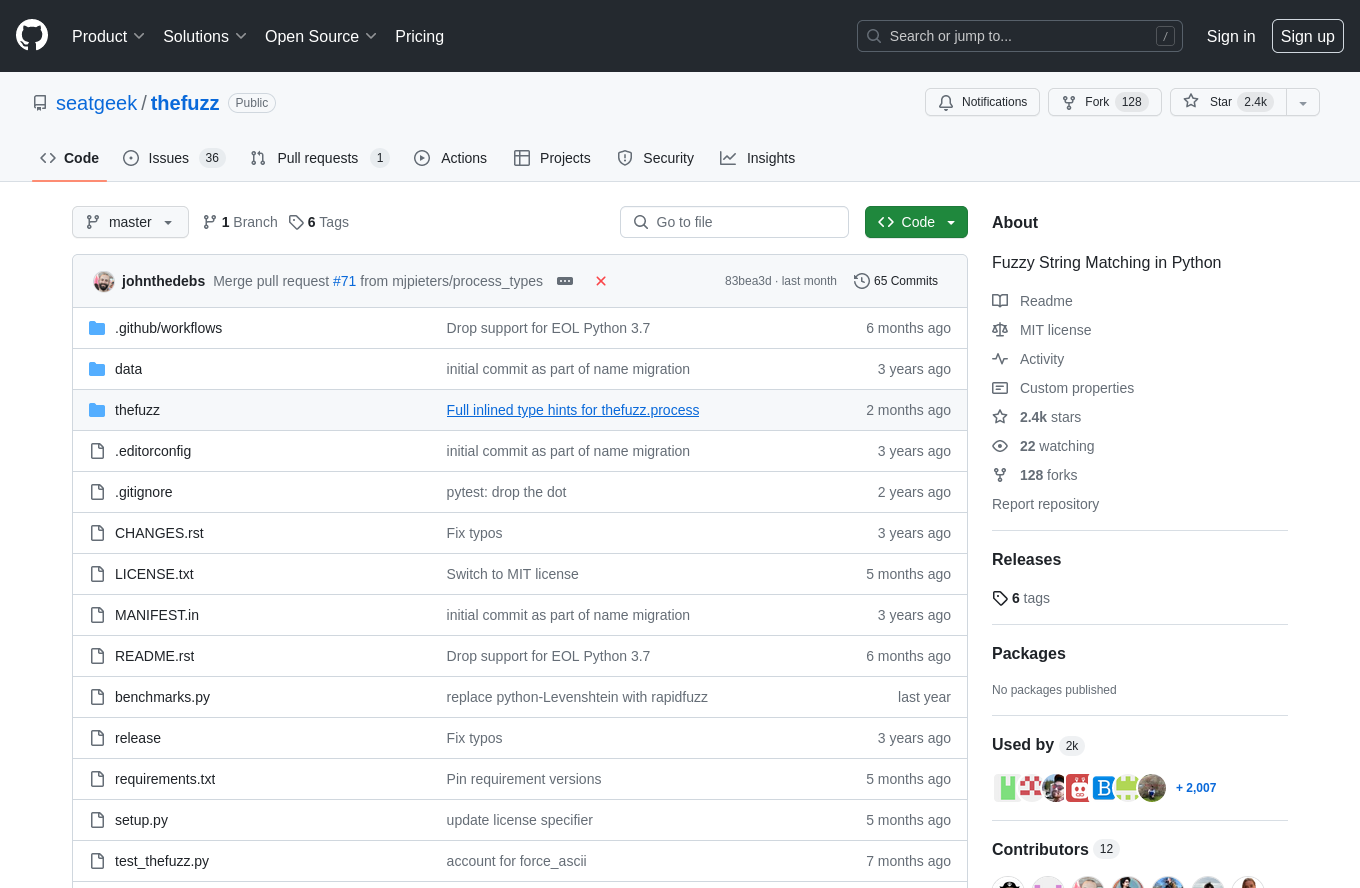 Product Solutions Open Source Pricing Search or jump to... / Sign in Sign up
seatgeek / thefuzz Public Notifications Fork 128 Star 2.4k
Code Issues 36 Pull requests 1 Actions Projects Security Insights
master 1 Branch 6 Tags Go to file Code
johnthedebs Merge pull request #71 from mjpieters/process_types 83bea3d · last month 65 Commits
.github/workflows Drop support for EOL Python 3.7 6 months ago
data initial commit as part of name migration 3 years ago
thefuzz Full inlined type hints for thefuzz.process 2 months ago
.editorconfig initial commit as part of name migration 3 years ago
.gitignore pytest: drop the dot 2 years ago
CHANGES.rst Fix typos 3 years ago
LICENSE.txt Switch to MIT license 5 months ago
MANIFEST.in initial commit as part of name migration 3 years ago
README.rst Drop support for EOL Python 3.7 6 months ago
benchmarks.py replace python-Levenshtein with rapidfuzz last year
release Fix typos 3 years ago
requirements.txt Pin requirement versions 5 months ago
setup.py update license specifier 5 months ago
test_thefuzz.py account for force_ascii 7 months ago
About
Fuzzy String Matching in Python
Readme
MIT license
Activity
Custom properties
2.4k stars
22 watching
128 forks
Report repository
Releases
6 tags
Packages
No packages published
Used by 2k
B
+ 2,007
Contributors 12